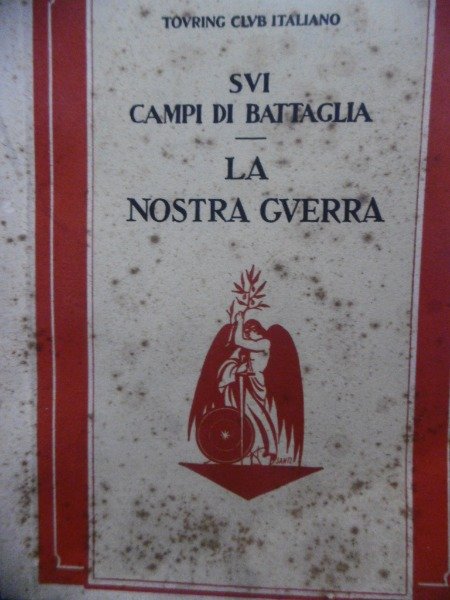 TOVRING CLVB ITALIANO
SVI
CAMPI DI BATTAGLIA
LA
NOSTRA GVERRA